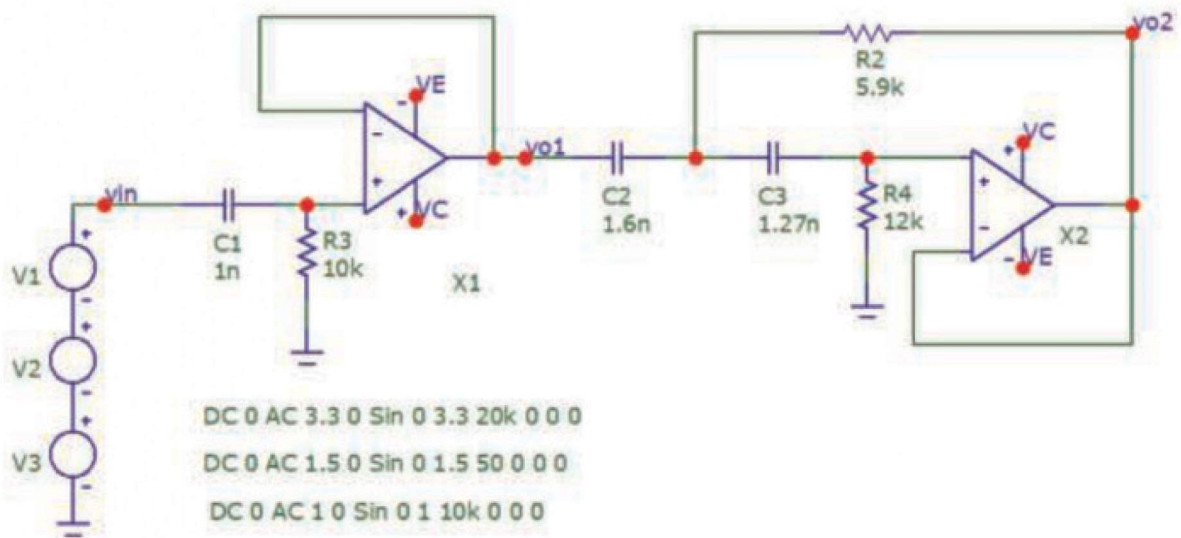 vo2
R2
5.9k
VE
VC
vo1
C2
1.6n
C3
1.27n
R4
12k
X2
VE
vin
C1
1n
R3
10k
VC
X1
V1
V2
V3
DC 0 AC 3.3 0 Sin 0 3.3 20k 0 0 0
DC 0 AC 1.5 0 Sin 0 1.5 50 0 0 0
DC 0 AC 1 0 Sin 0 1 10k 0 0 0